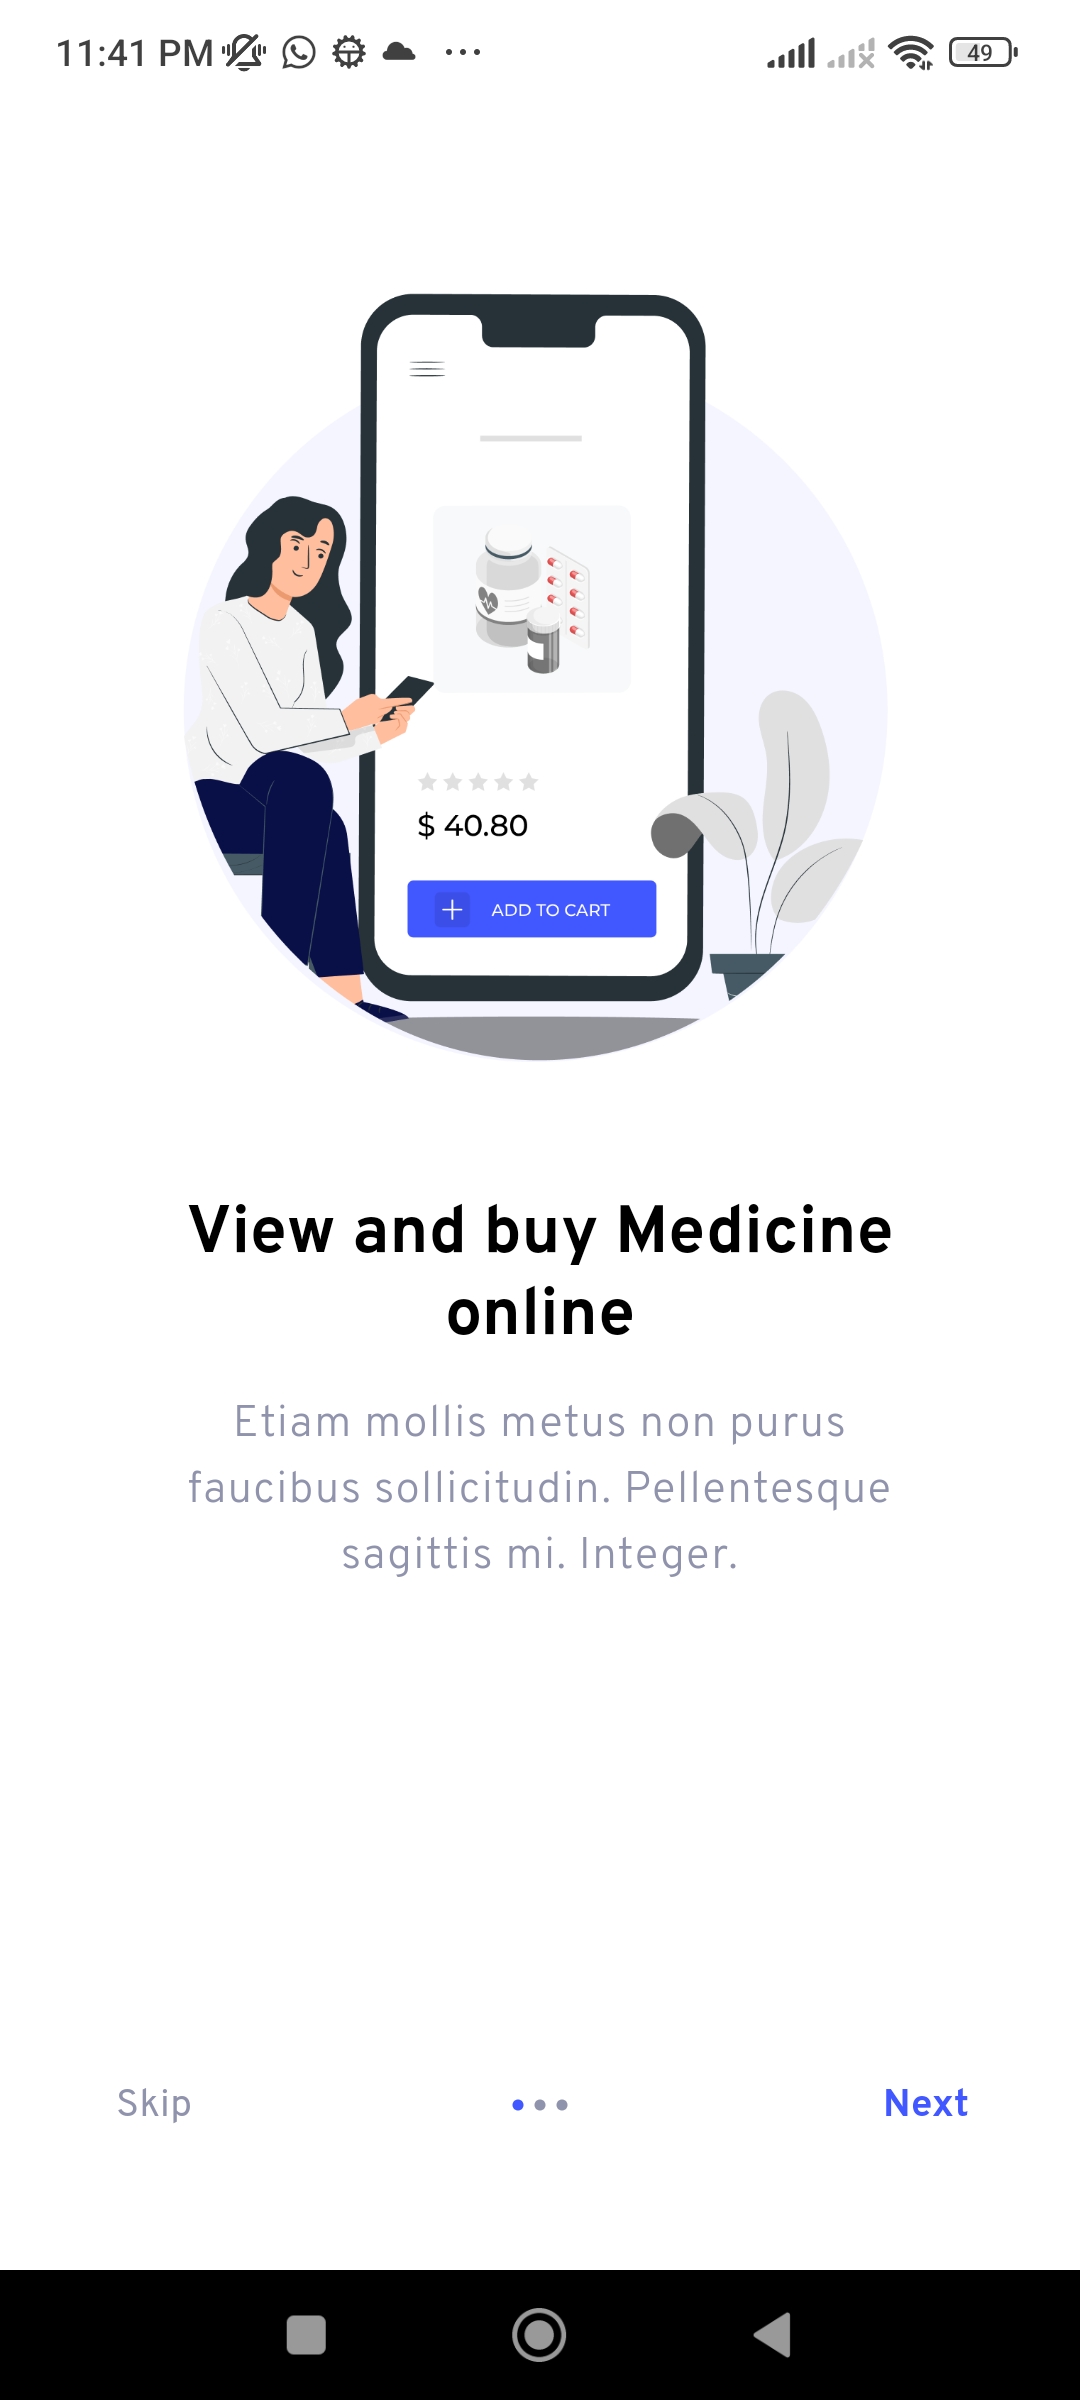 11:41 PM
49
$ 40.80
ADD TO CART
View and buy Medicine
online
Etiam mollis metus non purus
faucibus sollicitudin. Pellentesque
sagittis mi. Integer.
Skip
Next